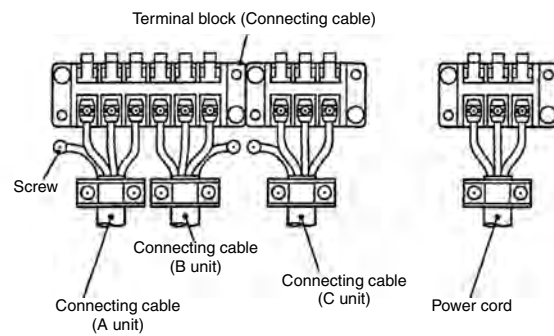 Terminal block (Connecting cable)
Screw
Connecting cable
(B unit)
Connecting cable
(C unit)
Connecting cable
(A unit)
Power cord